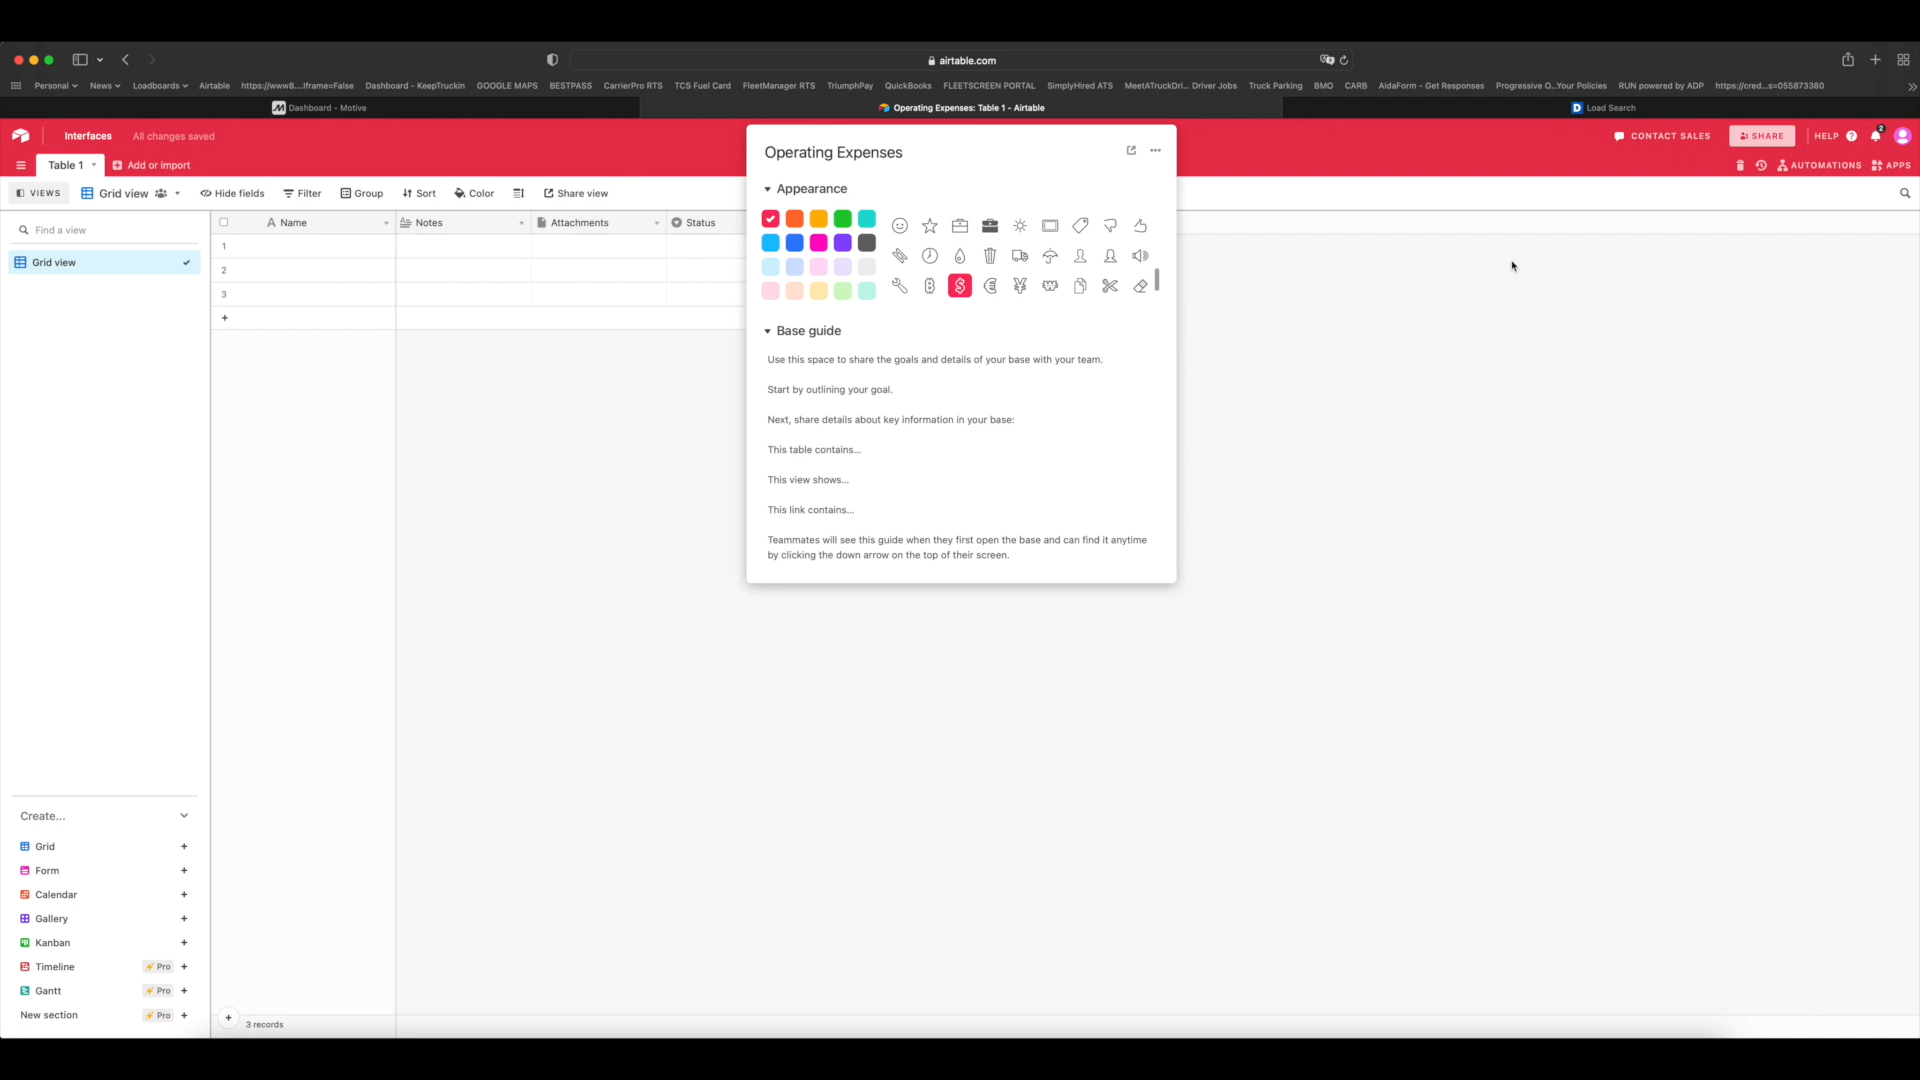 airtable.com
Personal News Loadboards Airtable https://www8....Iframe=False Dashboard - KeepTruckin GOOGLE MAPS BESTPASS CarrierPro RTS TCS Fuel Card FleetManager RTS TriumphPay QuickBooks FLEETSCREEN PORTAL SimplyHired ATS MeetATruckDri... Driver Jobs Truck Parking BMO CARB AidaForm - Get Responses Progressive O...Your Policies RUN powered by ADP https://cred...s=055873380
Dashboard - Motive Operating Expenses: Table 1 - Airtable D Load Search
Interfaces All changes saved CONTACT SALES SHARE HELP ? 2
Table 1 Add or import AUTOMATIONS APPS
VIEWS Grid view Hide fields Filter Group Sort Color Share view
Find a view
Grid view
Name Notes Attachments Status
1
2
3
+
Operating Expenses
Appearance
Base guide
Use this space to share the goals and details of your base with your team.
Start by outlining your goal.
Next, share details about key information in your base:
This table contains...
This view shows...
This link contains...
Teammates will see this guide when they first open the base and can find it anytime
by clicking the down arrow on the top of their screen.
Create...
Grid +
Form +
Calendar +
Gallery +
Kanban +
Timeline Pro +
Gantt Pro +
New section Pro +
+ 3 records